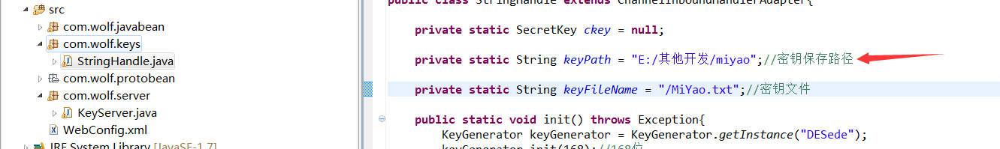 src
com.wolf.javabean
com.wolf.keys
StringHandle.java
com.wolf.protobean
com.wolf.server
KeyServer.java
WebConfig.xml
JRE System Library [JavaSE-1.7]
public class StringHandle extends ChannelInboundHandlerAdapter{
private static SecretKey ckey = null;
private static String keyPath = "E:/其他开发/miyao";//密钥保存路径
private static String keyFileName = "/MiYao.txt";//密钥文件
public static void init() throws Exception{
KeyGenerator keyGenerator = KeyGenerator.getInstance("DESede");
keyGenerator.init(168);//168位